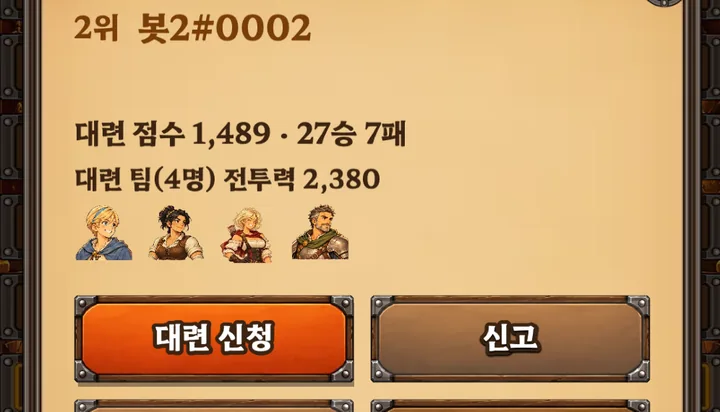 2위 봇2#0002
대련 점수 1,489 · 27승 7패
대련 팀(4명) 전투력 2,380
대련 신청
신고